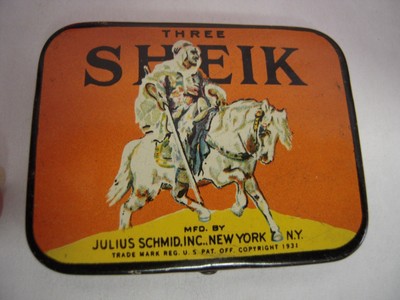 THREE
SHEIK
MFD. BY
JULIUS SCHMID, INC., NEW YORK N.Y.
TRADE MARK REG. U S PAT. OFF. COPYRIGHT 1931